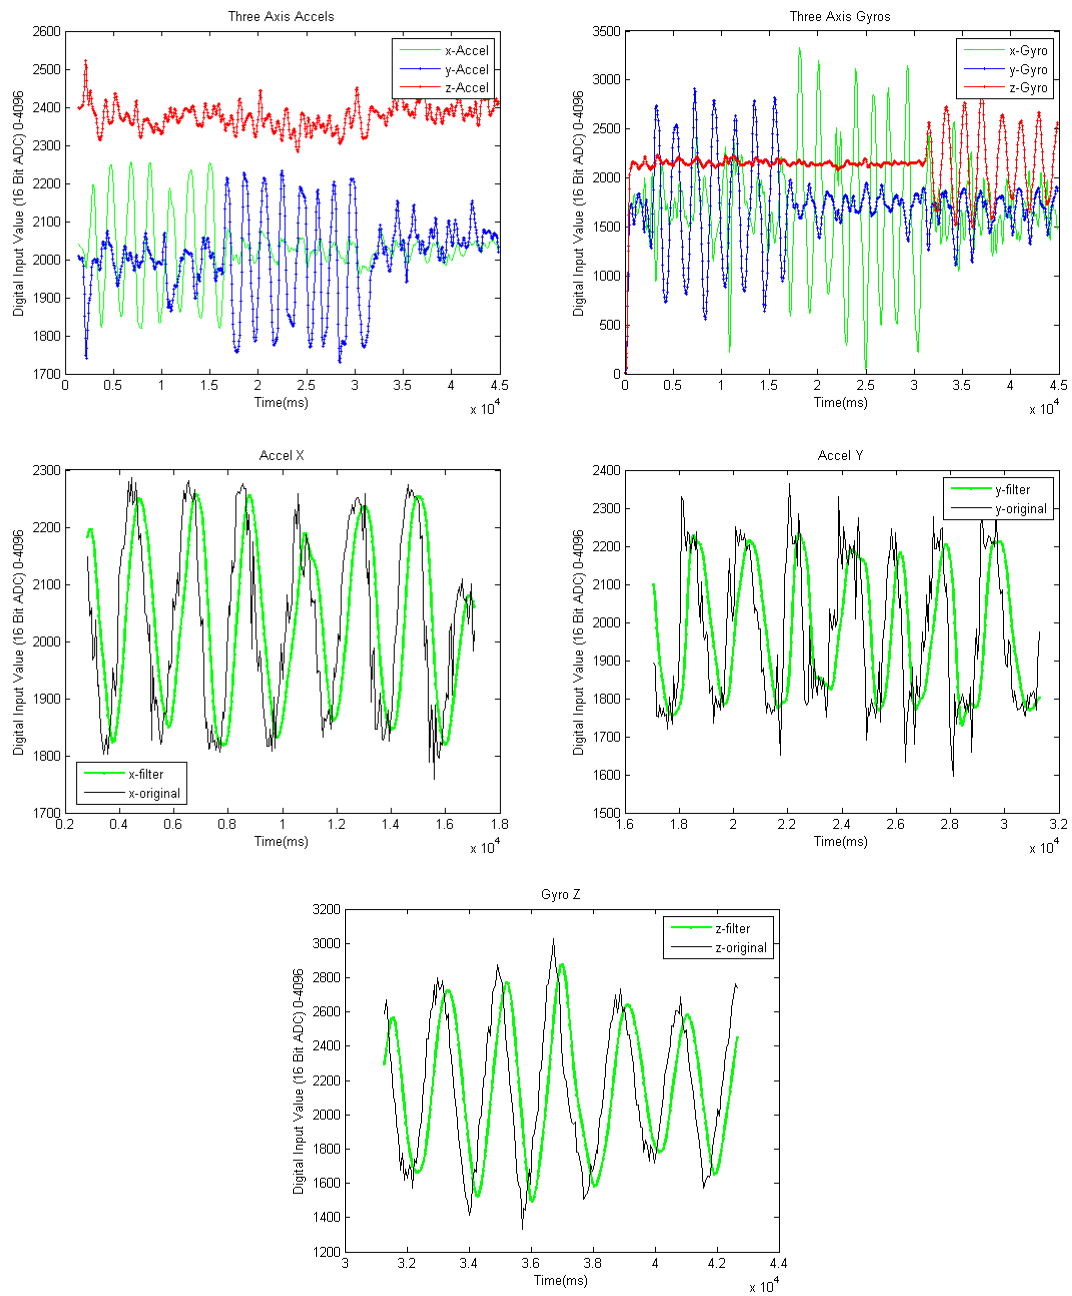 Three Axis Accels
Digital Input Value (16 Bit ADC) 0-4096
2600
2500
2400
2300
2200
2100
2000
1900
1800
1700
x-Accel
y-Accel
z-Accel
0 0.5 1 1.5 2 2.5 3 3.5 4 4.5
Time(ms)
x 10^4
Three Axis Gyros
Digital Input Value (16 Bit ADC) 0-4096
3500
3000
2500
2000
1500
1000
500
0
x-Gyro
y-Gyro
z-Gyro
0 0.5 1 1.5 2 2.5 3 3.5 4 4.5
Time(ms)
x 10^4
Accel X
Digital Input Value (16 Bit ADC) 0-4096
2300
2200
2100
2000
1900
1800
1700
x-filter
x-original
0.2 0.4 0.6 0.8 1 1.2 1.4 1.6 1.8
Time(ms)
x 10^4
Accel Y
Digital Input Value (16 Bit ADC) 0-4096
2400
2300
2200
2100
2000
1900
1800
1700
1600
1500
y-filter
y-original
1.6 1.8 2 2.2 2.4 2.6 2.8 3 3.2
Time(ms)
x 10^4
Gyro Z
Digital Input Value (16 Bit ADC) 0-4096
3200
3000
2800
2600
2400
2200
2000
1800
1600
1400
1200
z-filter
z-original
3 3.2 3.4 3.6 3.8 4 4.2 4.4
Time(ms)
x 10^4